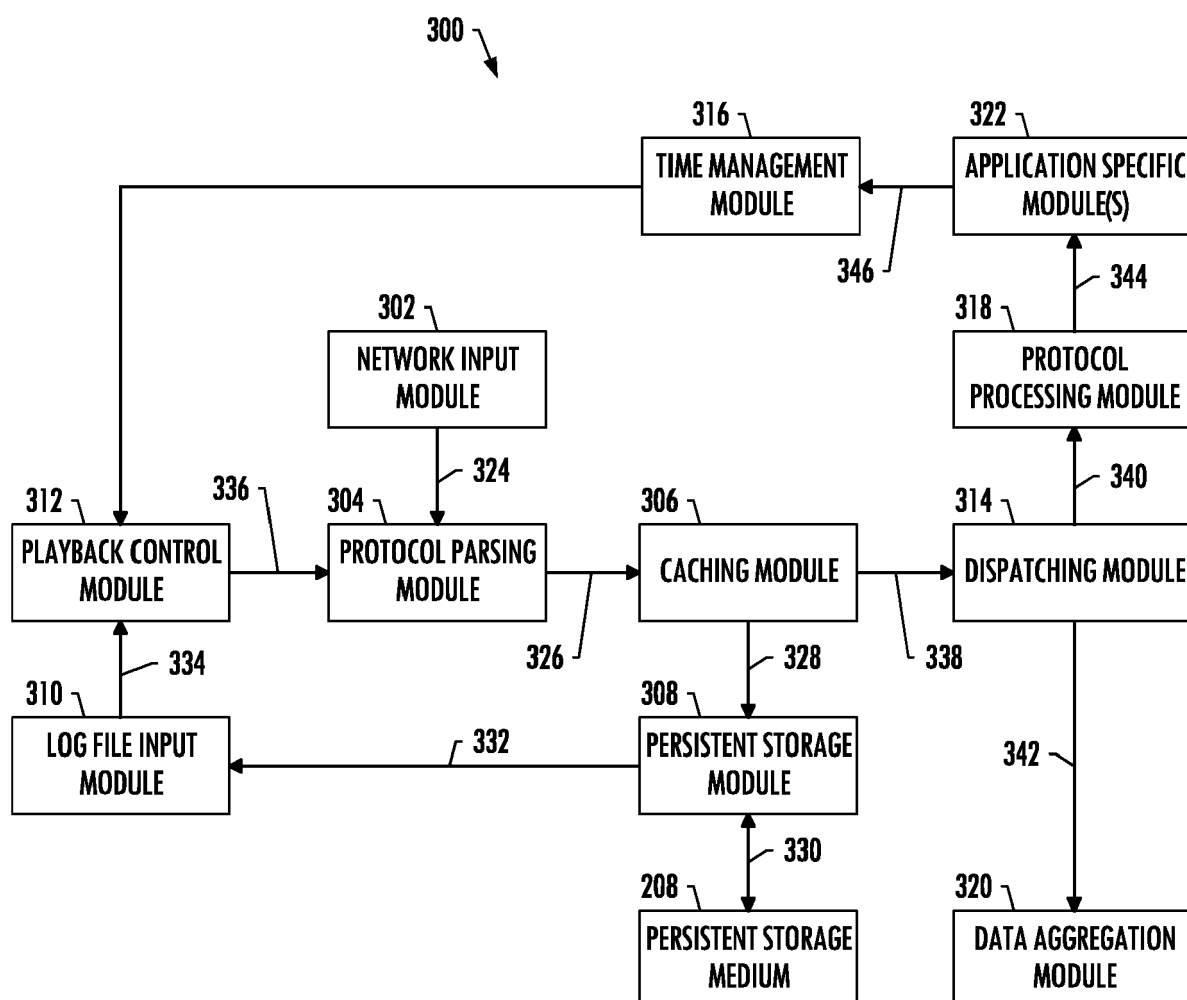 300
316
322
TIME MANAGEMENT
MODULE
APPLICATION SPECIFIC
MODULE(S)
346
344
302
318
NETWORK INPUT
MODULE
PROTOCOL
PROCESSING MODULE
324
340
312
336
304
306
314
PLAYBACK CONTROL
MODULE
PROTOCOL PARSING
MODULE
CACHING MODULE
DISPATCHING MODULE
334
326
328
338
310
308
LOG FILE INPUT
MODULE
332
PERSISTENT STORAGE
MODULE
342
330
208
320
PERSISTENT STORAGE
MEDIUM
DATA AGGREGATION
MODULE